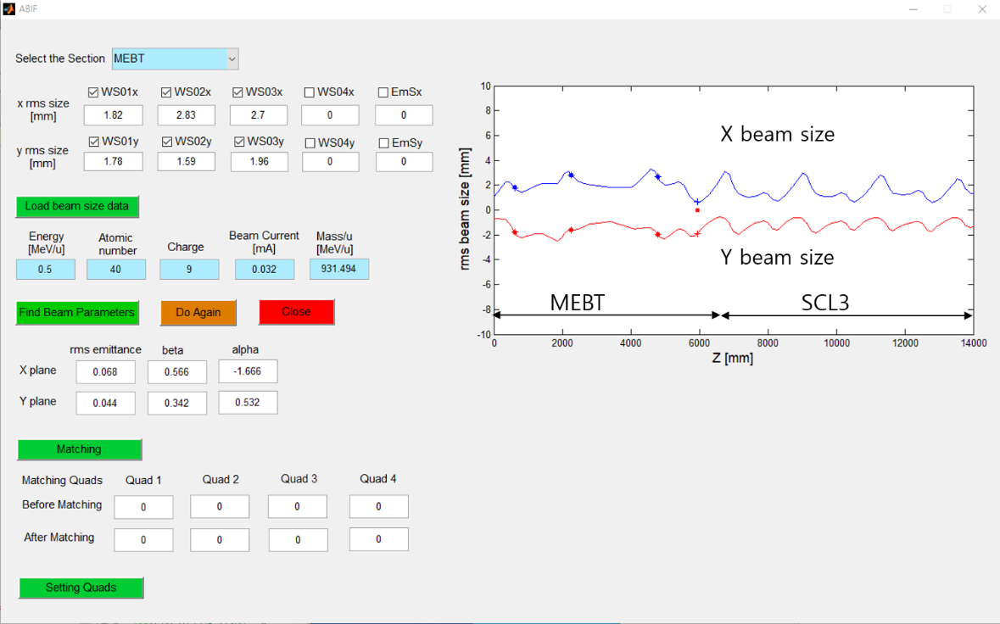 ABIF
Select the Section MEBT
WS01x WS02x WS03x WS04x EmSx
x rms size
[mm]
1.82 2.83 2.7 0 0
WS01y WS02y WS03y WS04y EmSy
y rms size
[mm]
1.78 1.59 1.96 0 0
Load beam size data
Energy
[MeV/u]
Atomic
number
Charge
Beam Current
[mA]
Mass/u
[MeV/u]
0.5 40 9 0.032 931.494
Find Beam Parameters Do Again Close
rms emittance beta alpha
X plane 0.068 0.566 -1.666
Y plane 0.044 0.342 0.532
Matching
Matching Quads Quad 1 Quad 2 Quad 3 Quad 4
Before Matching 0 0 0 0
After Matching 0 0 0 0
Setting Quads
rms beam size [mm]
10
8
6
4
2
0
-2
-4
-6
-8
-10
X beam size
Y beam size
MEBT SCL3
0 2000 4000 6000 8000 10000 12000 14000
Z [mm]